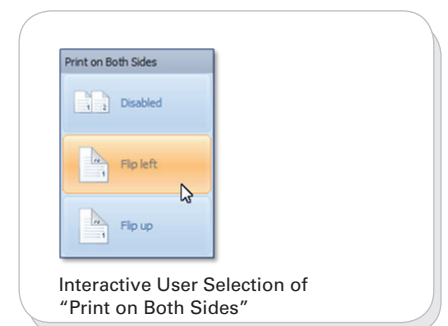 Print on Both Sides
Disabled
Flip left
Flip up
Interactive User Selection of
“Print on Both Sides”